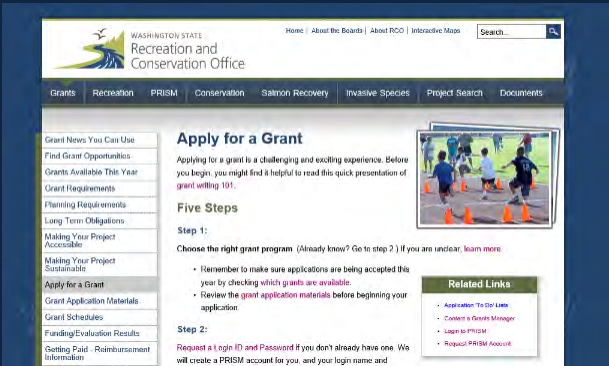 Home | About the Boards | About RCO | Interactive Maps
Search...
WASHINGTON STATE
Recreation and
Conservation Office
Grants Recreation PRISM Conservation Salmon Recovery Invasive Species Project Search Documents
Grant News You Can Use
Find Grant Opportunities
Grants Available This Year
Grant Requirements
Planning Requirements
Long Term Obligations
Making Your Project
Accessible
Making Your Project
Sustainable
Apply for a Grant
Grant Application Materials
Grant Schedules
Funding/Evaluation Results
Getting Paid - Reimbursement
Information
Apply for a Grant
Applying for a grant is a challenging and exciting experience. Before
you begin, you might find it helpful to read this quick presentation of
grant writing 101.
Five Steps
Step 1:
Choose the right grant program (Already know? Go to step 2.) If you are unclear, learn more.
• Remember to make sure applications are being accepted this
year by checking which grants are available.
• Review the grant application materials before beginning your
application.
Step 2:
Request a Login ID and Password if you don't already have one. We
will create a PRISM account for you, and your login name and
Related Links
• Application 'To Do' Lists
• Contact a Grants Manager
• Login to PRISM
• Request PRISM Account